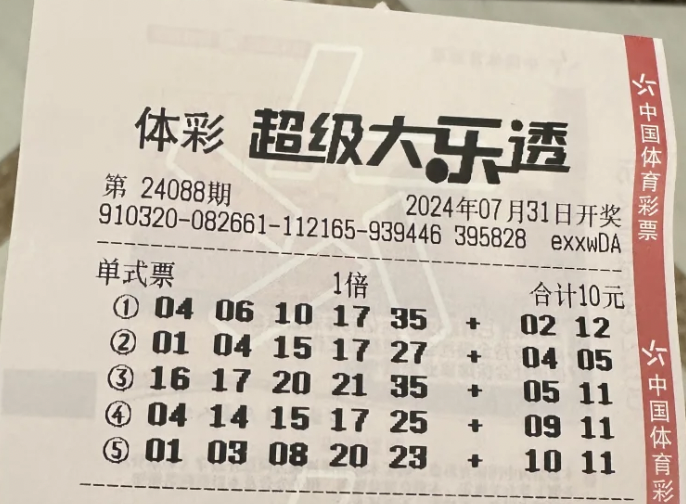 体彩 超级大乐透
第 24088期 2024年07月31日开奖
910320-082661-112165-939446 395828 exxwDA
单式票 1倍 合计10元
① 04 06 10 17 35 + 02 12
② 01 04 15 17 27 + 04 05
③ 16 17 20 21 35 + 05 11
④ 04 14 15 17 25 + 09 11
⑤ 01 03 08 20 23 + 10 11
中国体育彩票
中国体育彩